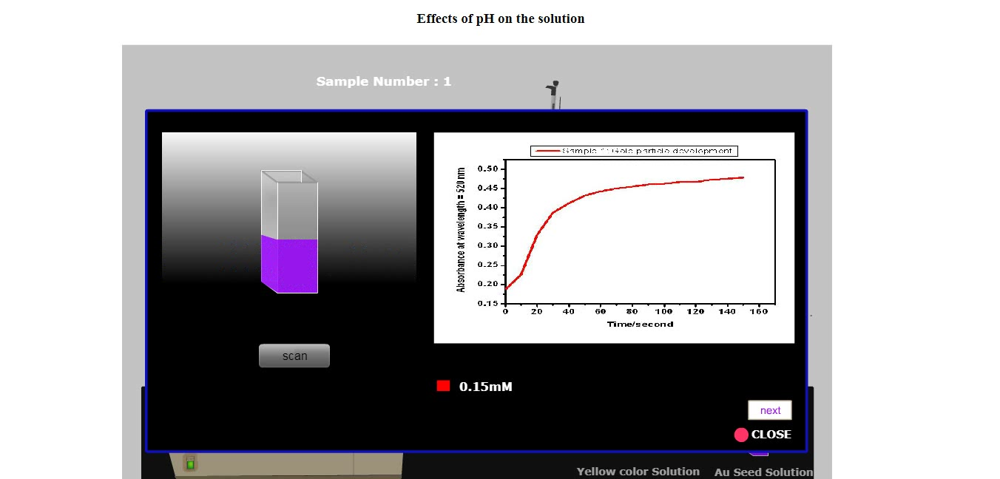 Effects of pH on the solution
Sample Number : 1
Sample 1: Gold particle development
Absorbance at wavelength = 520 nm
0.50
0.45
0.40
0.35
0.30
0.25
0.20
0.15
0 20 40 60 80 100 120 140 160
Time/second
scan
0.15mM
next
CLOSE
Yellow color Solution Au Seed Solution